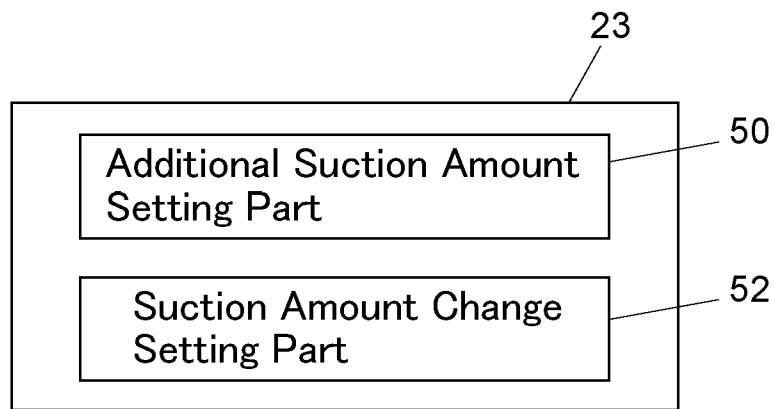 23
Additional Suction Amount
Setting Part
50
Suction Amount Change
Setting Part
52